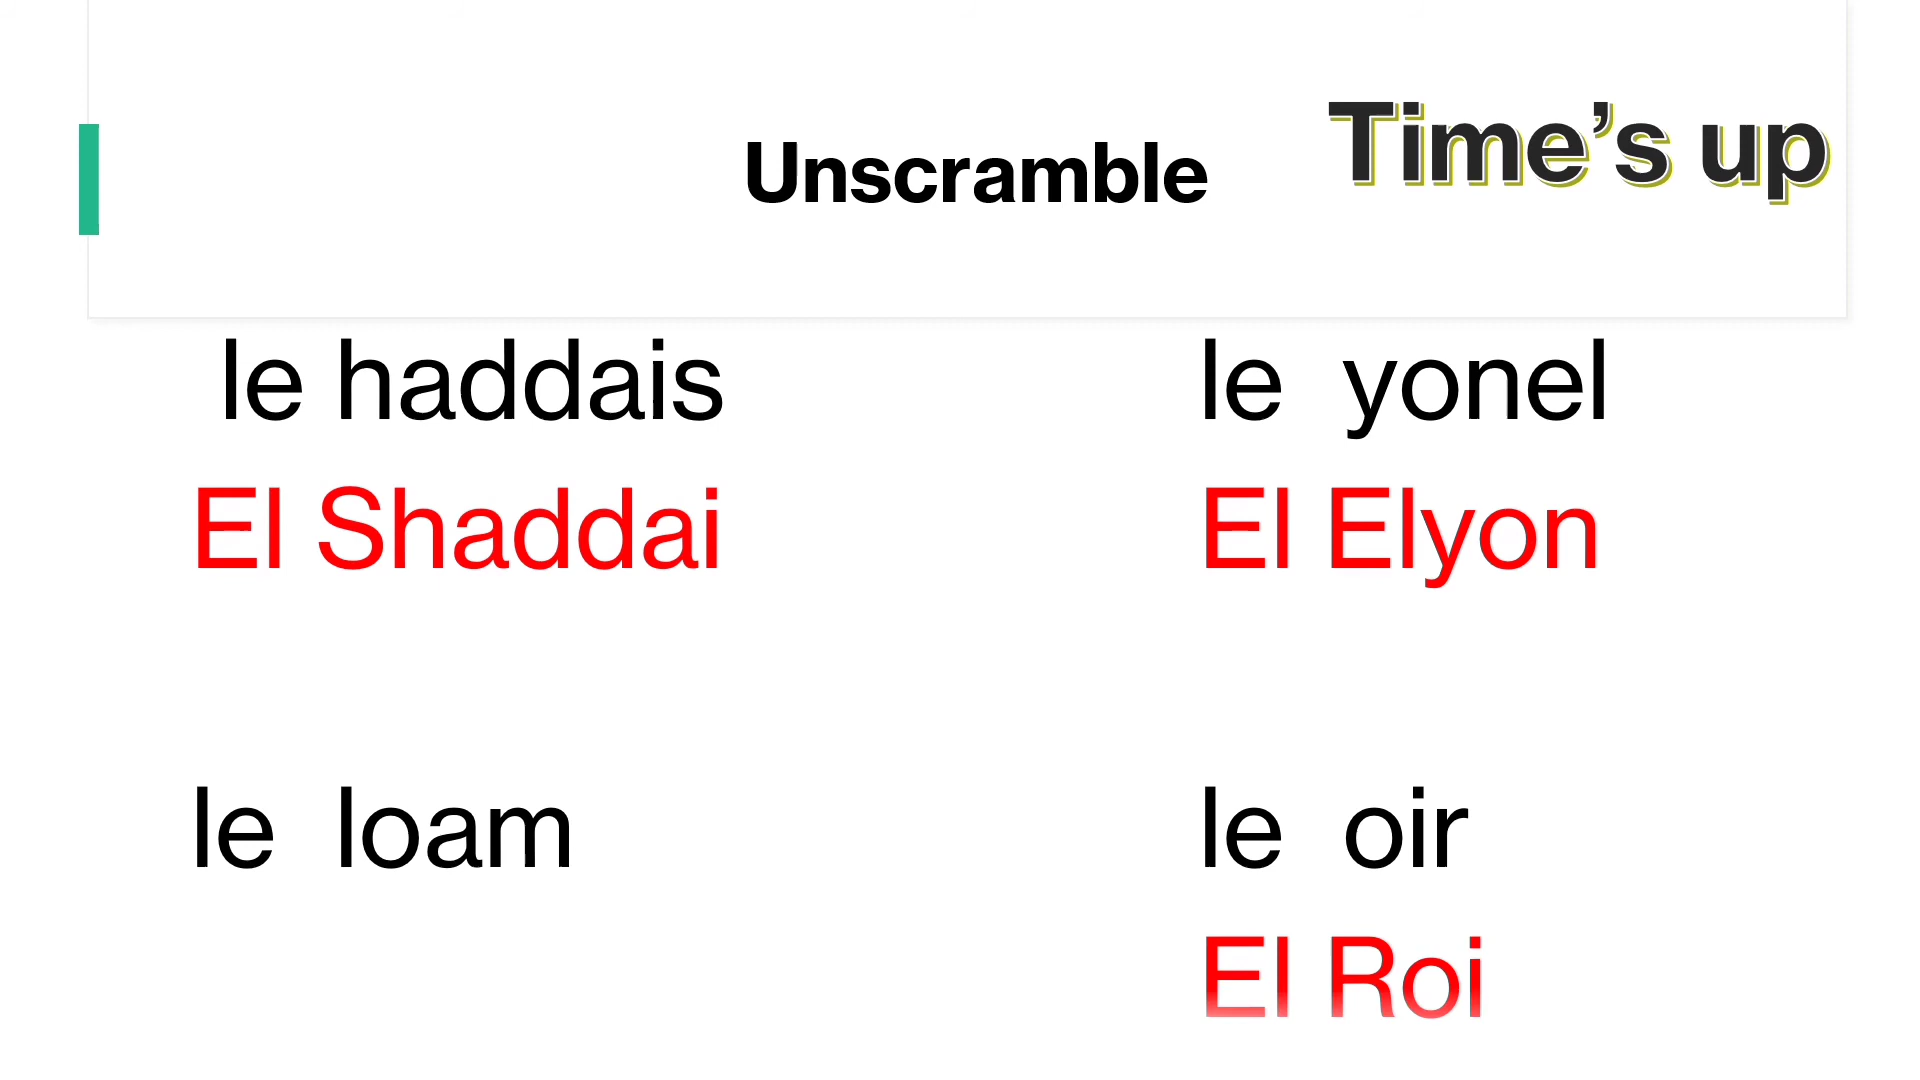 Unscramble
Time’s up
le haddais
le yonel
El Shaddai
El Elyon
le loam
le oir
El Roi